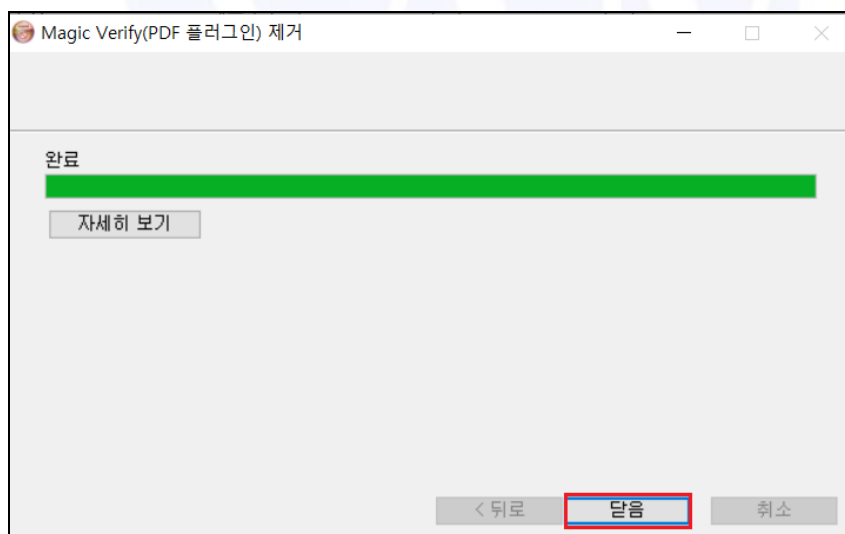 Magic Verify(PDF 플러그인) 제거
완료
자세히 보기
< 뒤로
닫음
취소